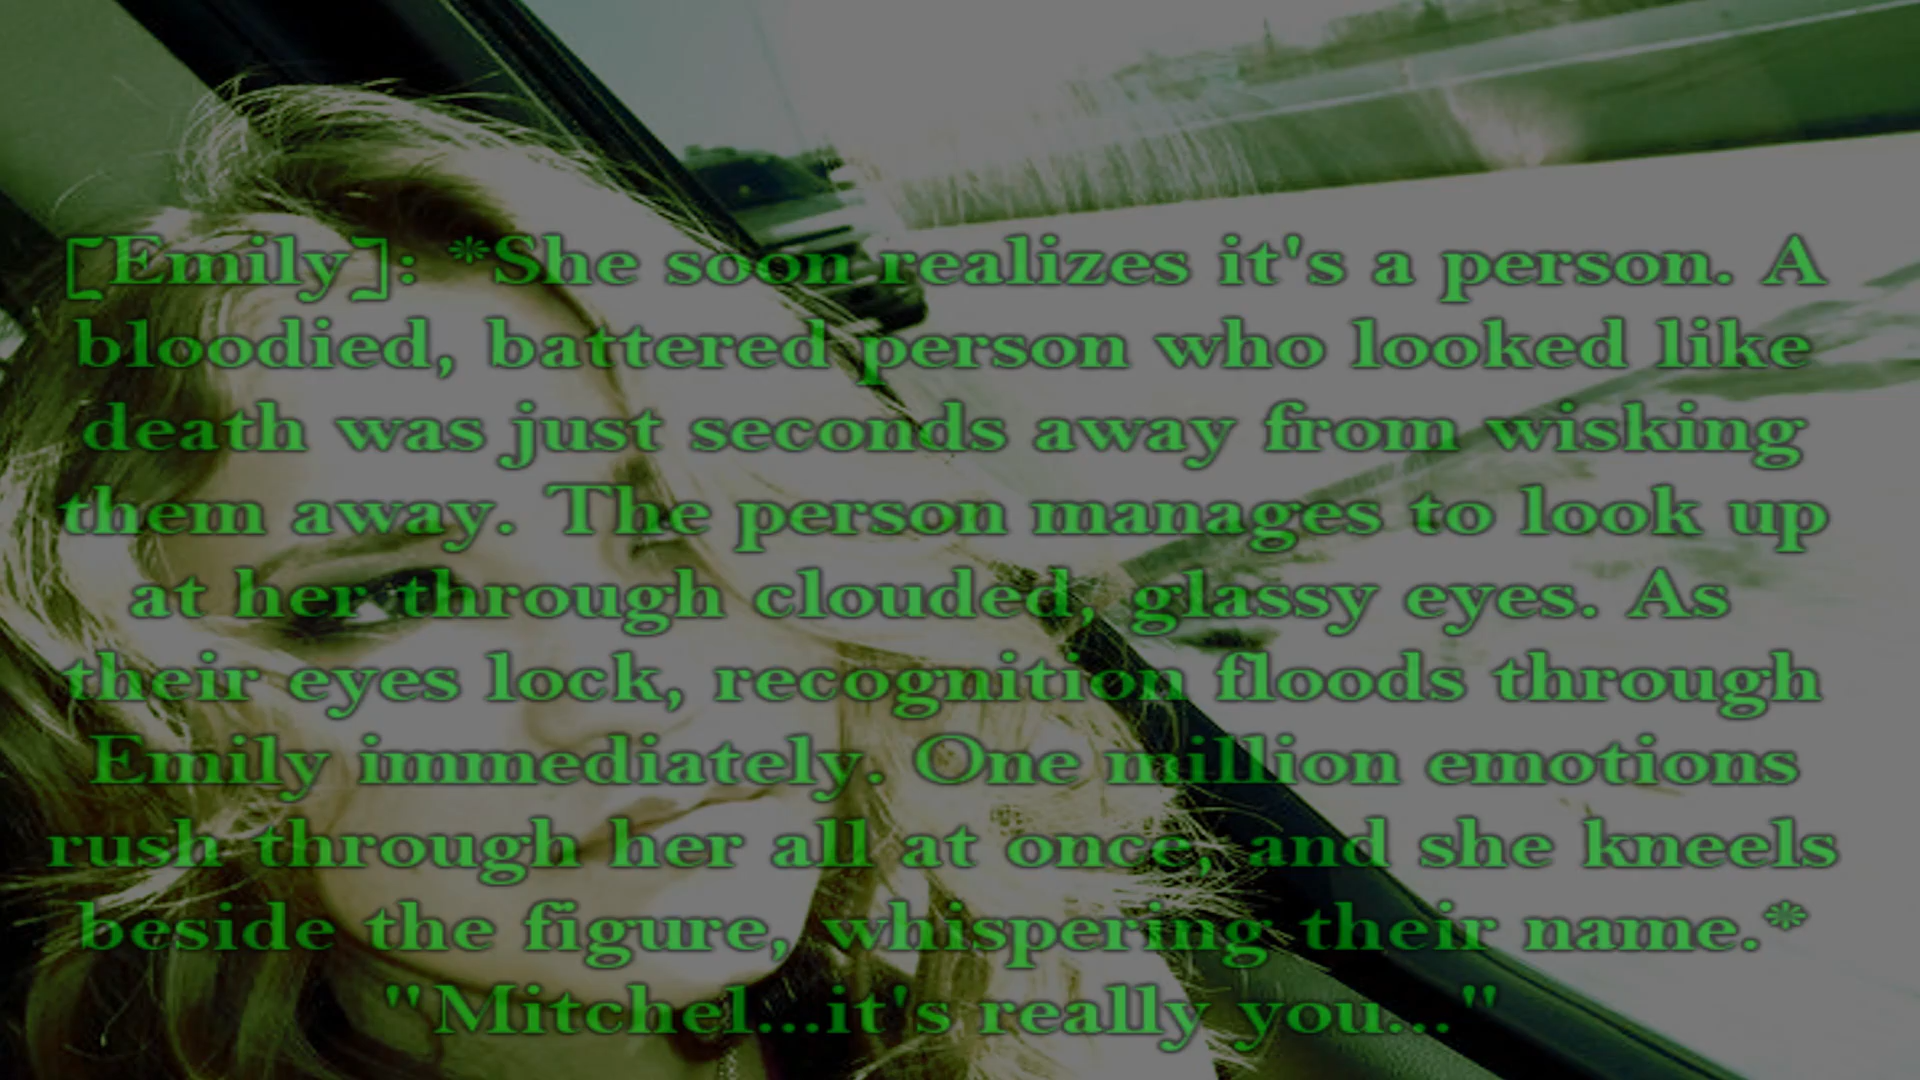 [Emily]: *She soon realizes it's a person. A
bloodied, battered person who looked like
death was just seconds away from wisking
them away. The person manages to look up
at her through clouded, glassy eyes. As
their eyes lock, recognition floods through
Emily immediately. One million emotions
rush through her all at once, and she kneels
beside the figure, whispering their name.*
"Mitchel...it's really you..."